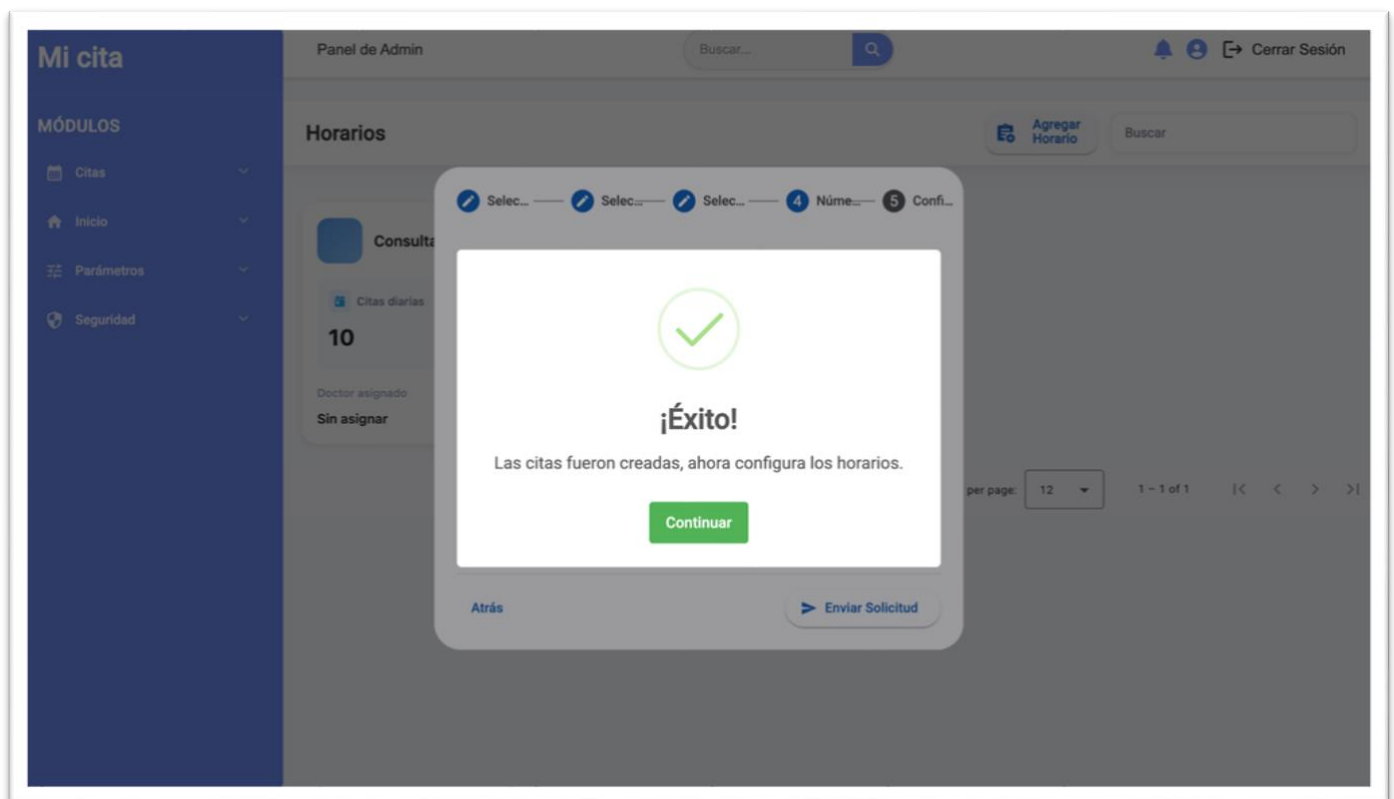 Mi cita
Panel de Admin
Buscar...
Cerrar Sesión
MÓDULOS
Citas
Inicio
Parámetros
Seguridad
Horarios
Agregar
Horario
Buscar
Selec...
Selec...
Selec...
4 Núme...
5 Confi...
Consulta
Citas diarias
10
Doctor asignado
Sin asignar
¡Éxito!
Las citas fueron creadas, ahora configura los horarios.
Continuar
per page: 12 1 – 1 of 1
Atrás
Enviar Solicitud